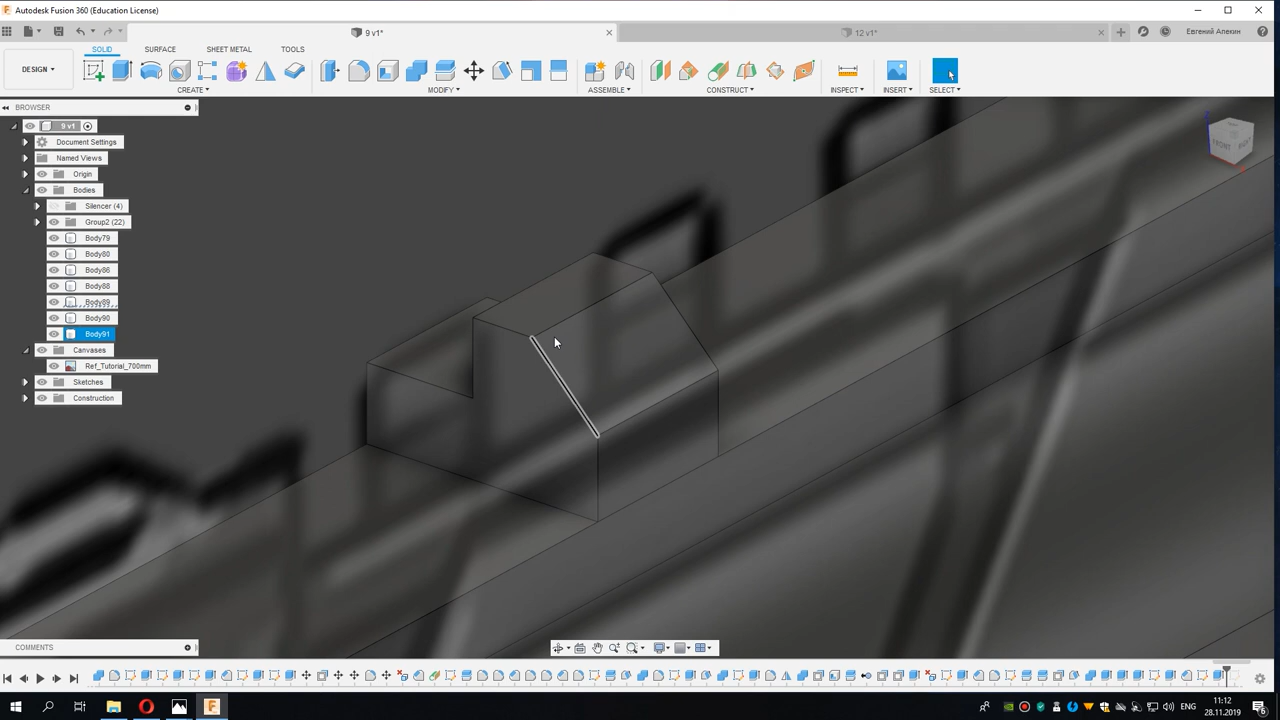 Autodesk Fusion 360 (Education License)
9 v1*
12 v1*
Евгений Апекин
DESIGN
SOLID
SURFACE
SHEET METAL
TOOLS
CREATE
MODIFY
ASSEMBLE
CONSTRUCT
INSPECT
INSERT
SELECT
BROWSER
9 v1
Document Settings
Named Views
Origin
Bodies
Silencer (4)
Group2 (22)
Body79
Body80
Body86
Body88
Body89
Body90
Body91
Canvases
Ref_Tutorial_700mm
Sketches
Construction
FRONT
COMMENTS
ENG
11:12
28.11.2019